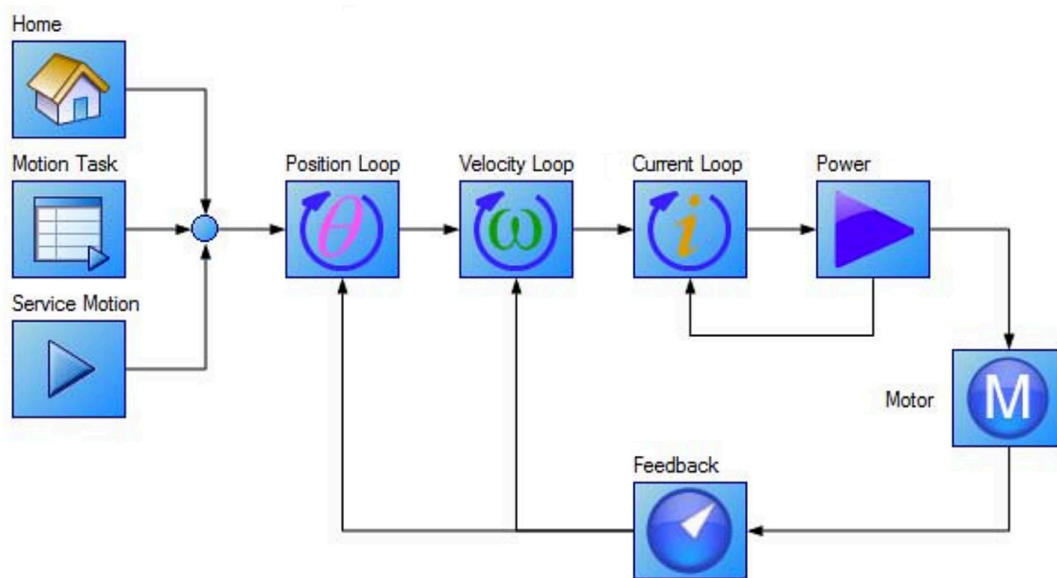 Home
Motion Task
Service Motion
Position Loop
θ
Velocity Loop
ω
Current Loop
i
Power
Motor
M
Feedback